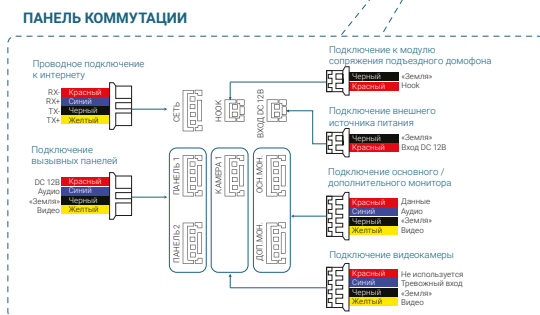 ПАНЕЛЬ КОММУТАЦИИ
Проводное подключение
к интернету
RX- Красный
RX+ Синий
TX- Черный
TX+ Желтый
Подключение
вызывных панелей
DC 12В Красный
Аудио Синий
«Земля» Черный
Видео Желтый
СЕТЬ
HOOK
ВХОД DC 12В
ПАНЕЛЬ 1
КАМЕРА 1
ОСН.МОН.
ПАНЕЛЬ 2
ДОП.МОН.
Подключение к модулю
сопряжения подъездного домофона
Черный «Земля»
Красный Hook
Подключение внешнего
источника питания
Черный «Земля»
Красный Вход DC 12В
Подключение основного /
дополнительного монитора
Красный Данные
Синий Аудио
Черный «Земля»
Желтый Видео
Подключение видеокамеры
Красный Не используется
Синий Тревожный вход
Черный «Земля»
Желтый Видео